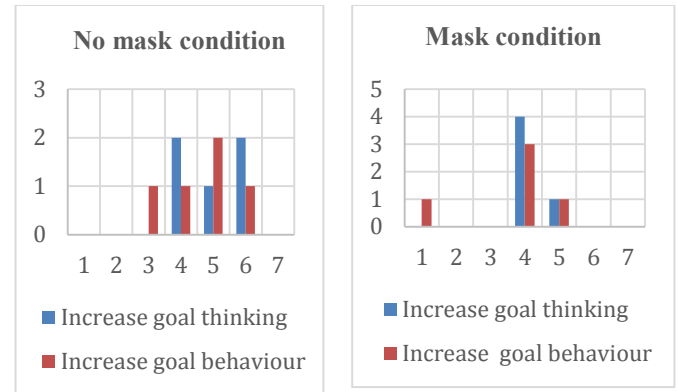 No mask condition
3
2
1
0
1 2 3 4 5 6 7
Increase goal thinking
Increase goal behaviour
Mask condition
5
4
3
2
1
0
1 2 3 4 5 6 7
Increase goal thinking
Increase goal behaviour